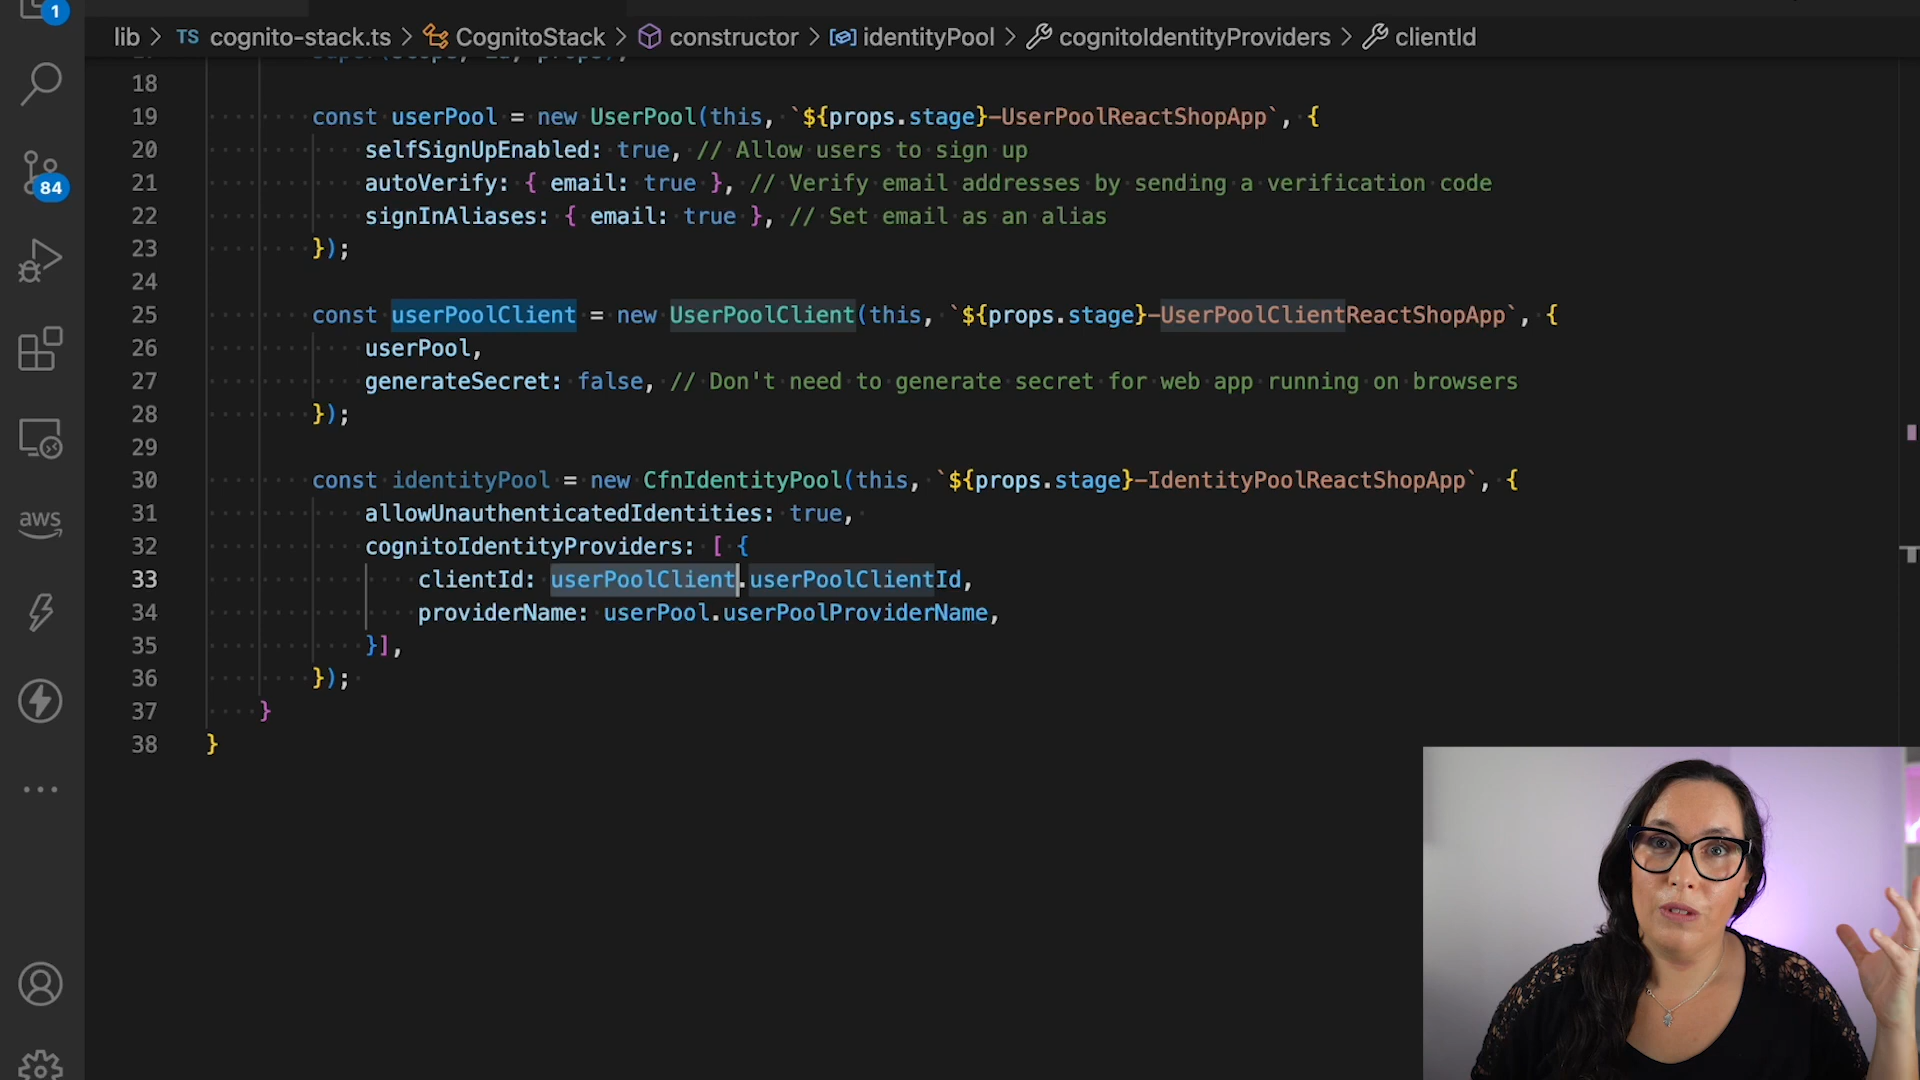 1
lib > TS cognito-stack.ts > CognitoStack > constructor > identityPool > cognitoIdentityProviders > clientId
18
19 const userPool = new UserPool(this, `${props.stage}-UserPoolReactShopApp`, {
20 selfSignUpEnabled: true, // Allow users to sign up
21 autoVerify: { email: true }, // Verify email addresses by sending a verification code
22 signInAliases: { email: true }, // Set email as an alias
23 });
24
25 const userPoolClient = new UserPoolClient(this, `${props.stage}-UserPoolClientReactShopApp`, {
26 userPool,
27 generateSecret: false, // Don't need to generate secret for web app running on browsers
28 });
29
30 const identityPool = new CfnIdentityPool(this, `${props.stage}-IdentityPoolReactShopApp`, {
31 allowUnauthenticatedIdentities: true,
32 cognitoIdentityProviders: [ {
33 clientId: userPoolClient.userPoolClientId,
34 providerName: userPool.userPoolProviderName,
35 }],
36 });
37 }
38 }
84
aws